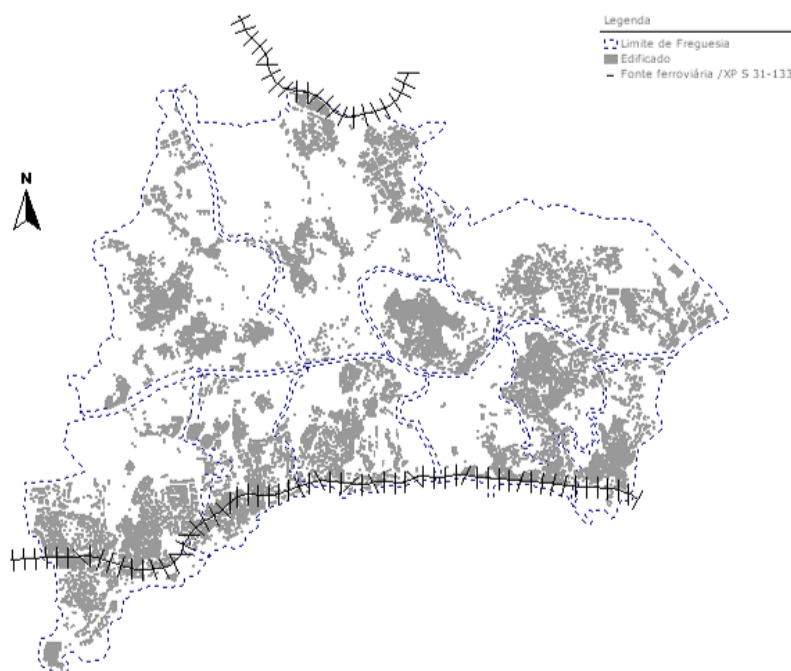 Legenda
Limite de Freguesia
Edificado
Fonte ferroviária /XP S 31-133
N